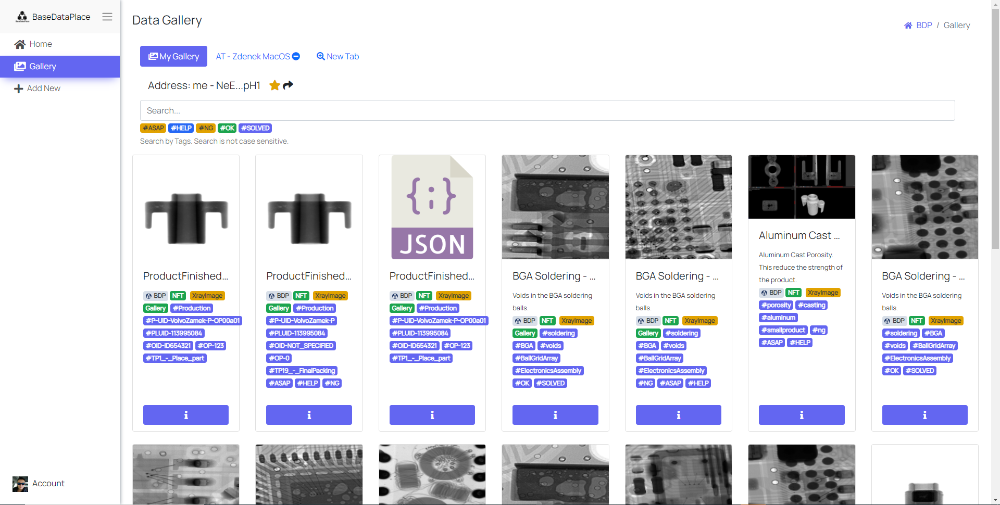 BaseDataPlace
Home
Gallery
Add New
Account
Data Gallery
BDP / Gallery
My Gallery
AT - Zdenek MacOS
New Tab
Address: me - NeE...pH1
Search...
#ASAP #HELP #NG #OK #SOLVED
Search by Tags. Search is not case sensitive.
ProductFinished...
BDP NFT XrayImage
Gallery #Production
#P-UID-VolvoZamek-P-OP00a01
#PLUID-113995084
#OID-ID654321 #OP-123
#TP1_-_Place_part
ProductFinished...
BDP NFT XrayImage
Gallery #Production
#P-UID-VolvoZamek-P
#PLUID-113995084
#OID-NOT_SPECIFIED
#OP-0
#TP19_-_FinalPacking
#ASAP #HELP #NG
{;}
JSON
ProductFinished...
BDP NFT XrayImage
Gallery #Production
#P-UID-VolvoZamek-P-OP00a01
#PLUID-113995084
#OID-ID654321 #OP-123
#TP1_-_Place_part
BGA Soldering - ...
Voids in the BGA soldering
balls.
BDP NFT XrayImage
Gallery #soldering
#BGA #voids
#BallGridArray
#ElectronicsAssembly
#OK #SOLVED
BGA Soldering - ...
Voids in the BGA soldering
balls.
BDP NFT XrayImage
Gallery #soldering
#BGA #voids
#BallGridArray
#ElectronicsAssembly
#NG #ASAP #HELP
Aluminum Cast ...
Aluminum Cast Porosity.
This reduce the strength of
the product.
BDP NFT XrayImage
#porosity #casting
#aluminum
#smallproduct #ng
#ASAP #HELP
BGA Soldering - ...
Voids in the BGA soldering
balls.
BDP NFT XrayImage
#soldering #BGA
#voids #BallGridArray
#ElectronicsAssembly
#OK #SOLVED